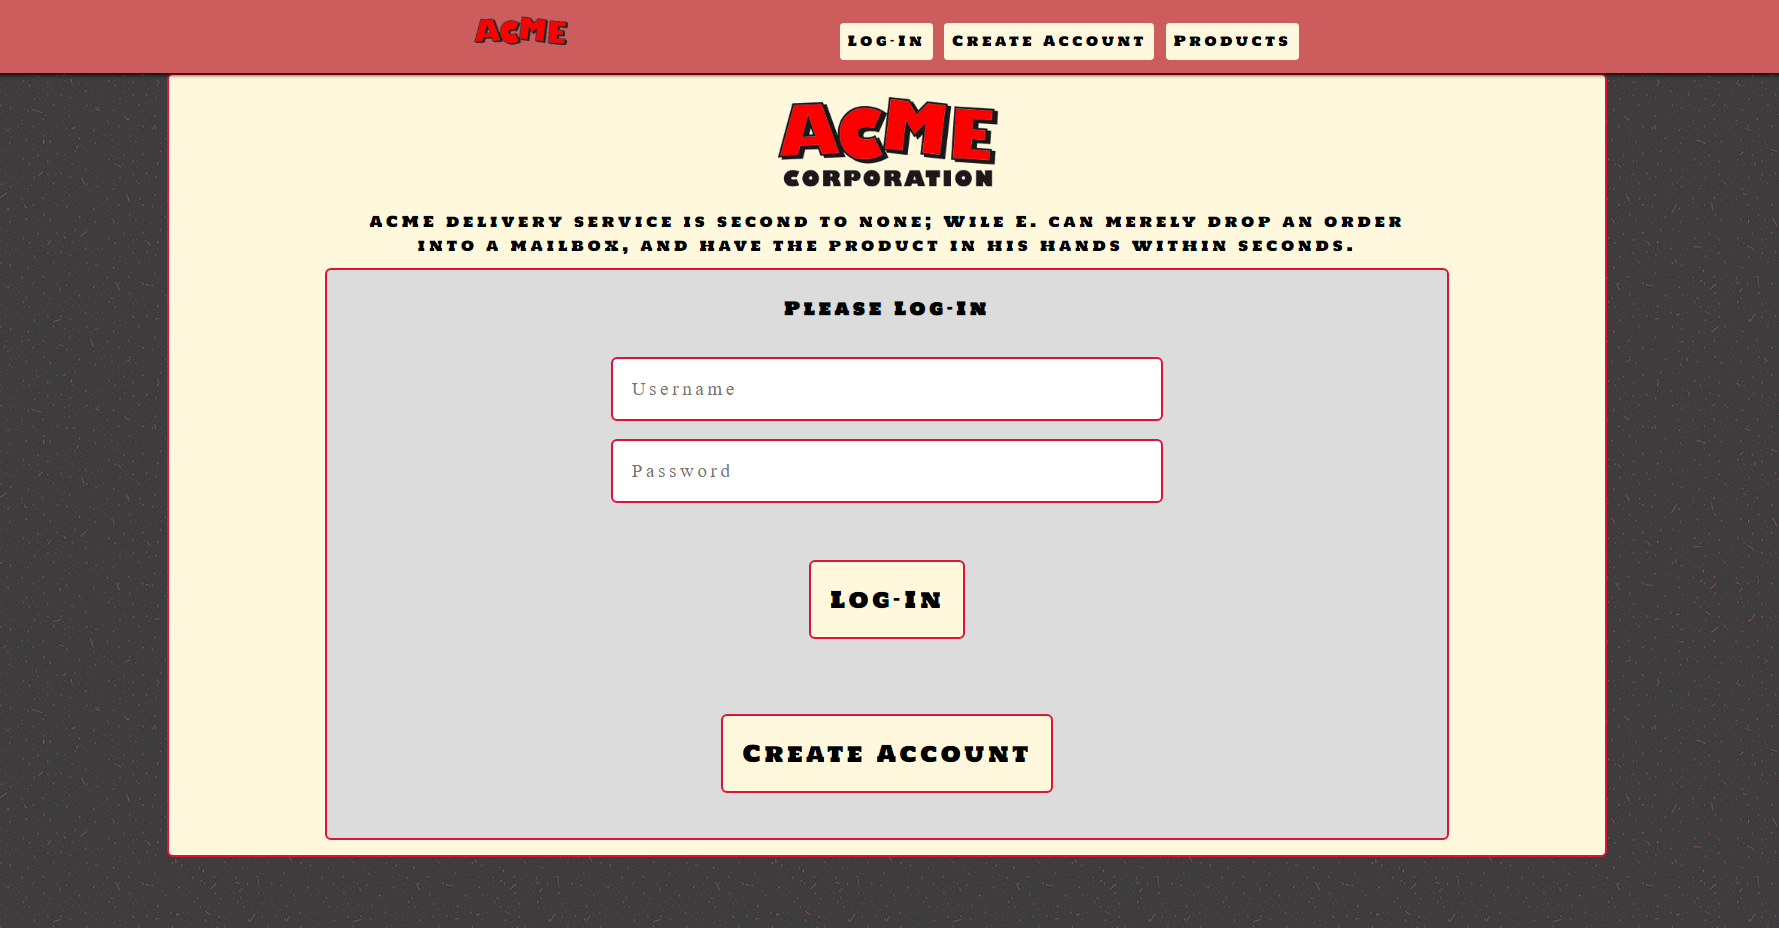 ACME
Log-In
Create Account
Products
ACME
CORPORATION
ACME delivery service is second to none; Wile E. can merely drop an order
into a mailbox, and have the product in his hands within seconds.
Please Log-In
Username
Password
Log-In
Create Account